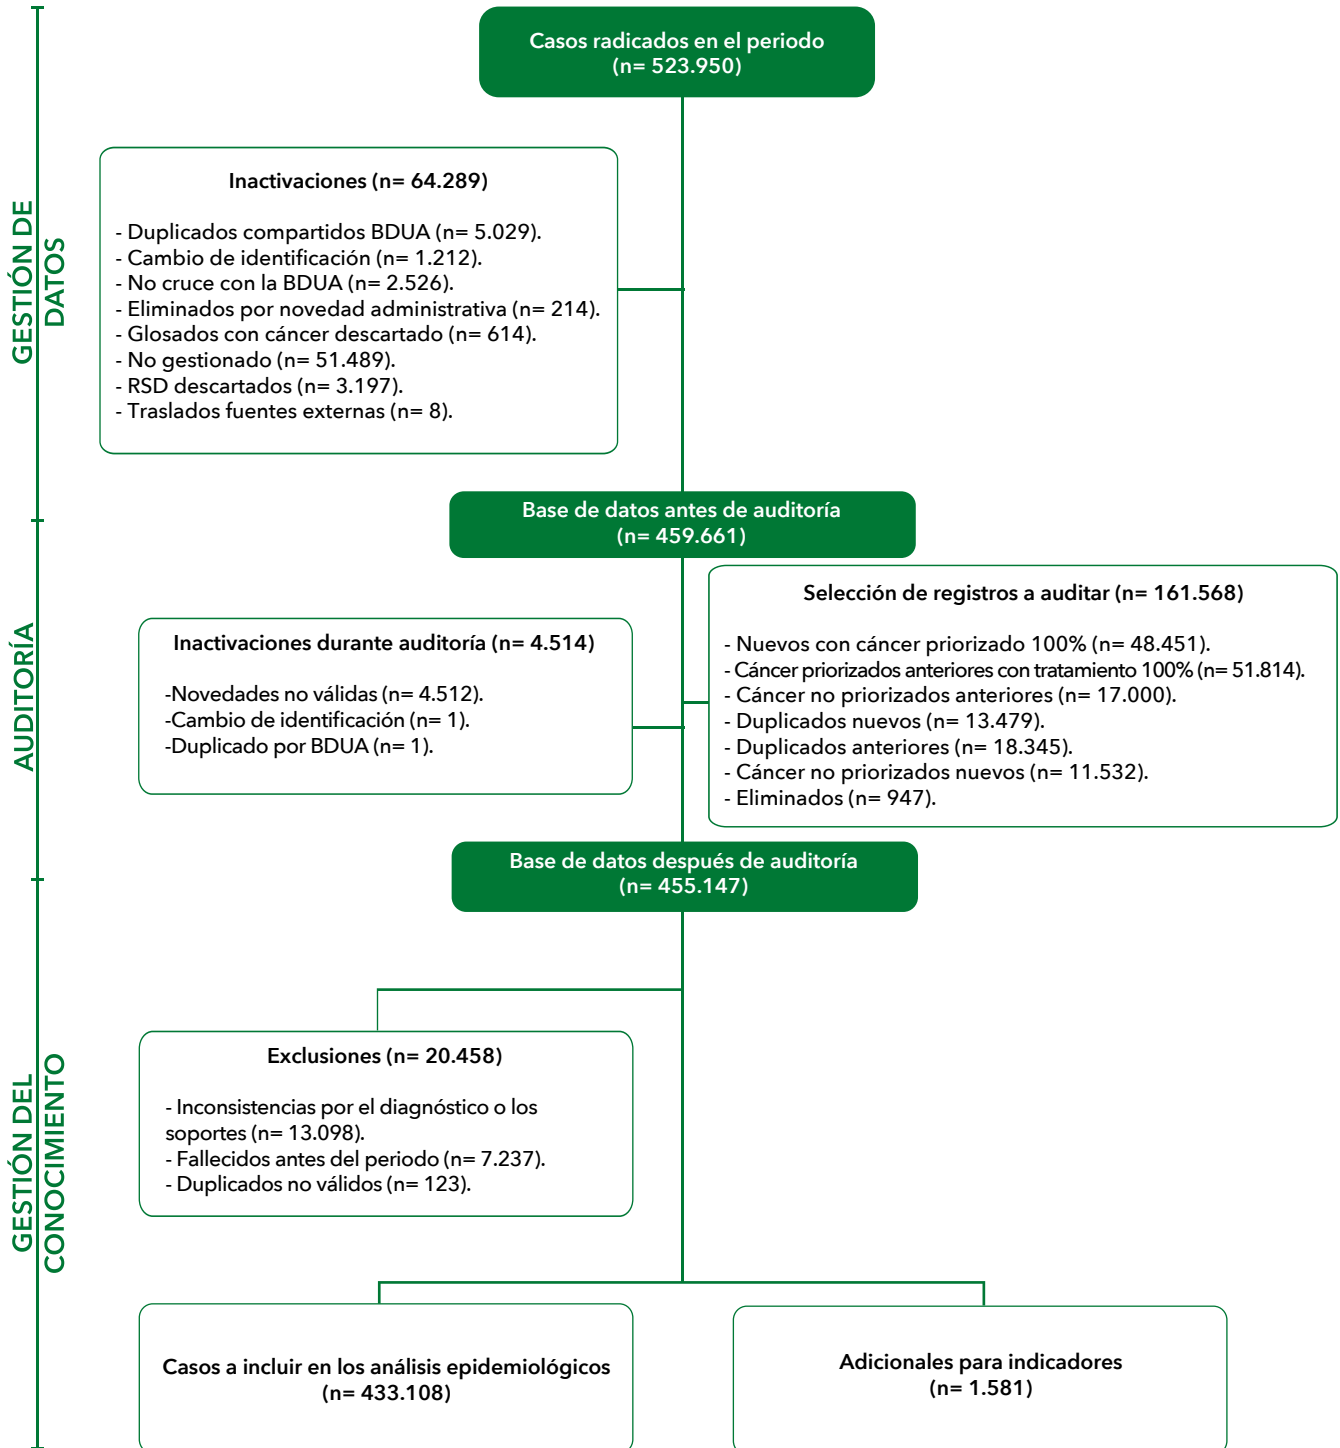 Casos radicados en el periodo
(n= 523.950)
GESTIÓN DE
DATOS
Inactivaciones (n= 64.289)
- Duplicados compartidos BDUA (n= 5.029).
- Cambio de identificación (n= 1.212).
- No cruce con la BDUA (n= 2.526).
- Eliminados por novedad administrativa (n= 214).
- Glosados con cáncer descartado (n= 614).
- No gestionado (n= 51.489).
- RSD descartados (n= 3.197).
- Traslados fuentes externas (n= 8).
Base de datos antes de auditoría
(n= 459.661)
AUDITORÍA
Inactivaciones durante auditoría (n= 4.514)
-Novedades no válidas (n= 4.512).
-Cambio de identificación (n= 1).
-Duplicado por BDUA (n= 1).
Selección de registros a auditar (n= 161.568)
- Nuevos con cáncer priorizado 100% (n= 48.451).
- Cáncer priorizados anteriores con tratamiento 100% (n= 51.814).
- Cáncer no priorizados anteriores (n= 17.000).
- Duplicados nuevos (n= 13.479).
- Duplicados anteriores (n= 18.345).
- Cáncer no priorizados nuevos (n= 11.532).
- Eliminados (n= 947).
Base de datos después de auditoría
(n= 455.147)
GESTIÓN DEL
CONOCIMIENTO
Exclusiones (n= 20.458)
- Inconsistencias por el diagnóstico o los
soportes (n= 13.098).
- Fallecidos antes del periodo (n= 7.237).
- Duplicados no válidos (n= 123).
Casos a incluir en los análisis epidemiológicos
(n= 433.108)
Adicionales para indicadores
(n= 1.581)